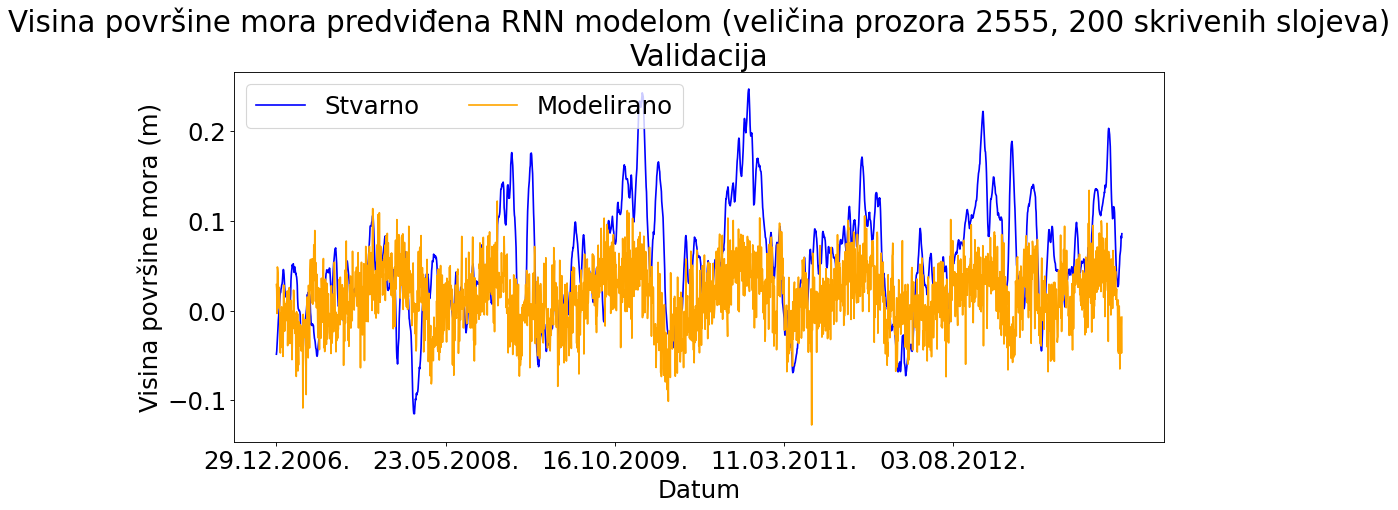 Visina površine mora predviđena RNN modelom (veličina prozora 2555, 200 skrivenih slojeva)
Validacija
Stvarno
Modelirano
Visina površine mora (m)
0.2
0.1
0.0
−0.1
29.12.2006.
23.05.2008.
16.10.2009.
11.03.2011.
03.08.2012.
Datum